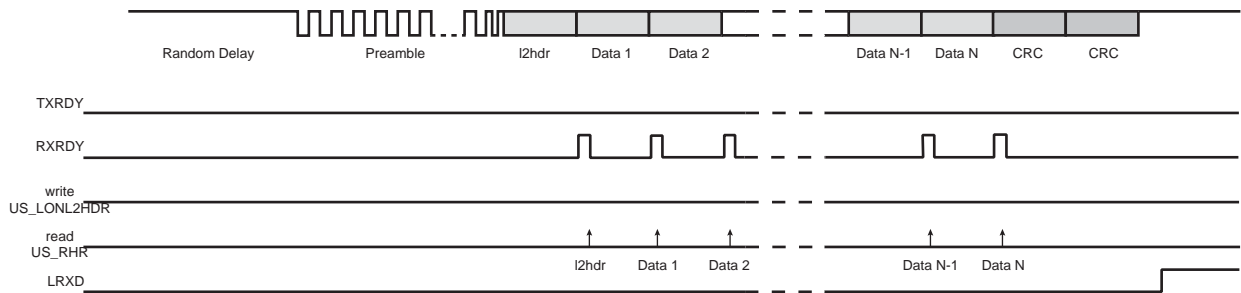 Random Delay Preamble l2hdr Data 1 Data 2 Data N-1 Data N CRC CRC
TXRDY
RXRDY
write
US_LONL2HDR
read
US_RHR
l2hdr Data 1 Data 2 Data N-1 Data N
LRXD